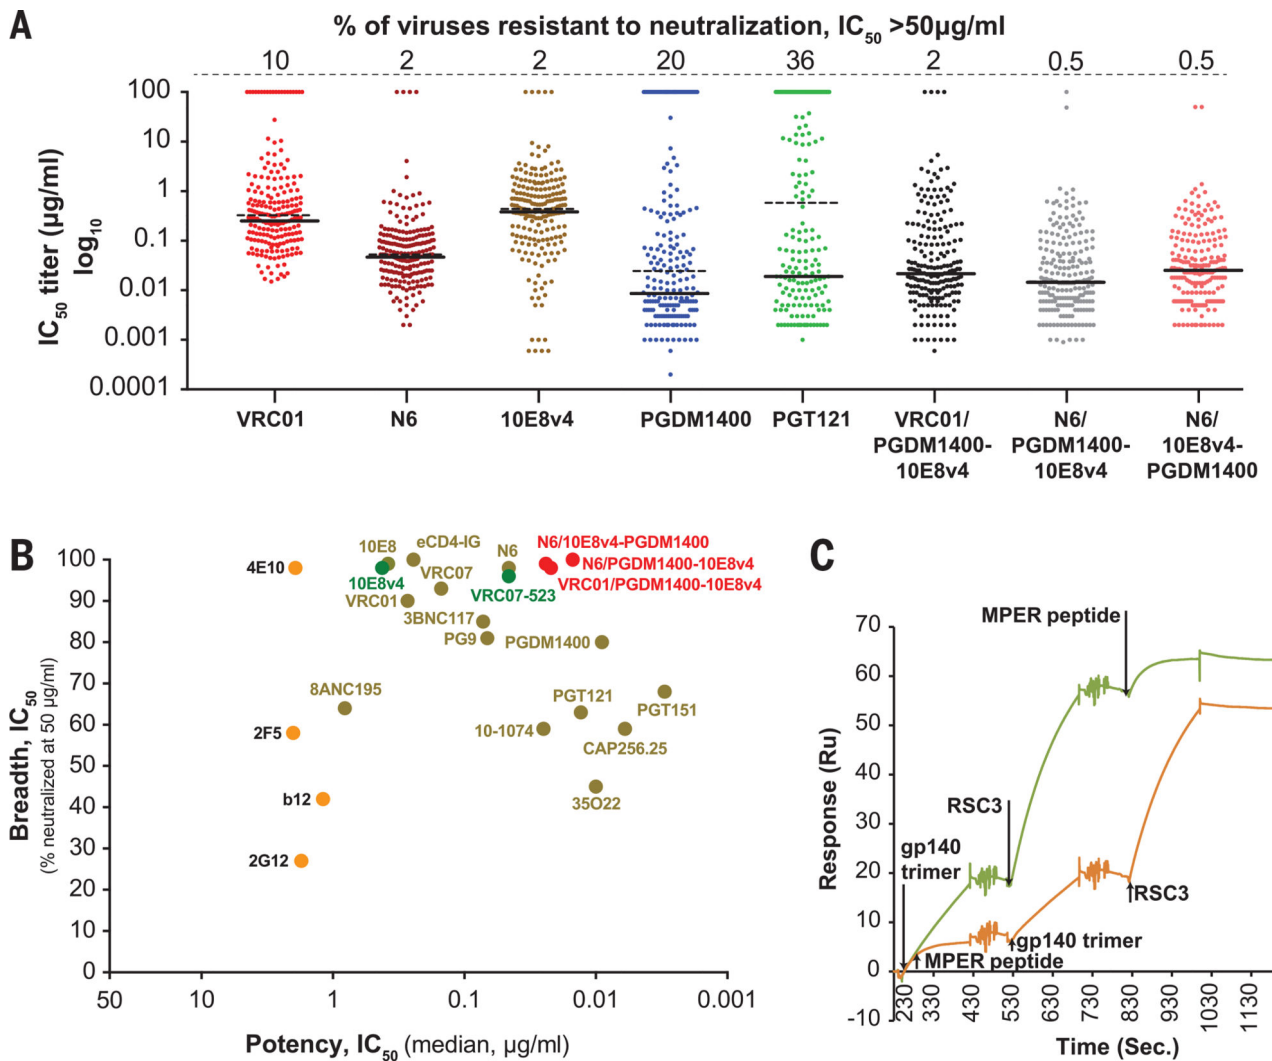 A
% of viruses resistant to neutralization, IC50 >50µg/ml
10 2 2 20 36 2 0.5 0.5
IC50 titer (µg/ml)
log10
100
10
1
0.1
0.01
0.001
0.0001
VRC01
N6
10E8v4
PGDM1400
PGT121
VRC01/
PGDM1400-
10E8v4
N6/
PGDM1400-
10E8v4
N6/
10E8v4-
PGDM1400
B
Breadth, IC50
(% neutralized at 50 µg/ml)
100
90
80
70
60
50
40
30
20
10
0
4E10
10E8
10E8v4
eCD4-IG
VRC07
VRC01
N6
VRC07-523
N6/10E8v4-PGDM1400
N6/PGDM1400-10E8v4
VRC01/PGDM1400-10E8v4
3BNC117
PG9
PGDM1400
8ANC195
PGT121
PGT151
2F5
10-1074
CAP256.25
b12
35O22
2G12
50 10 1 0.1 0.01 0.001
Potency, IC50 (median, µg/ml)
C
Response (Ru)
70
60
50
40
30
20
10
0
-10
MPER peptide
RSC3
gp140
trimer
RSC3
gp140 trimer
MPER peptide
230 330 430 530 630 730 830 930 1030 1130 1230
Time (Sec.)